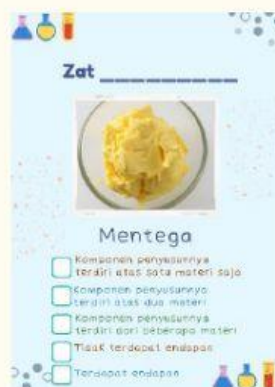 Zat _ _ _ _ _ _ _ _ _
Mentega
Komponen penyusunnya
terdiri atas satu materi saja
Komponen penyusunnya
terdiri atas dua materi
Komponen penyusunnya
terdiri dari beberapa materi
Tidak terdapat endapan
Terdapat endapan